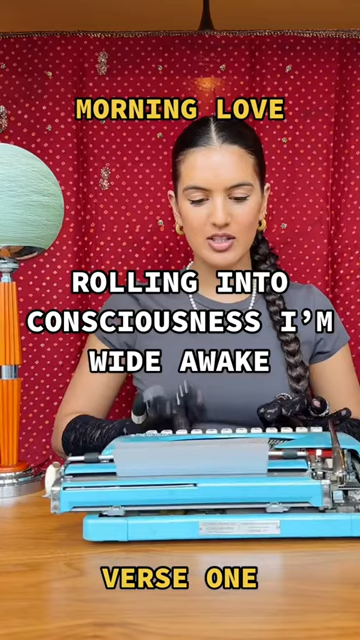 MORNING LOVE
ROLLING INTO
CONSCIOUSNESS I'M
WIDE AWAKE
VERSE ONE